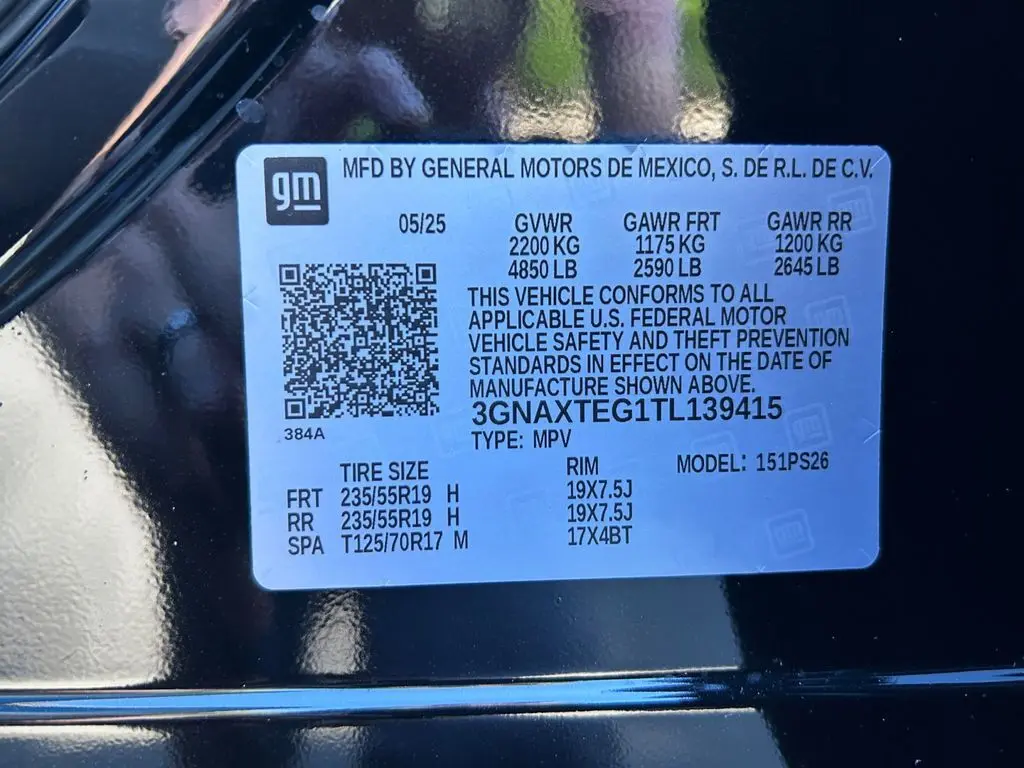 gm
MFD BY GENERAL MOTORS DE MEXICO, S. DE R.L. DE C.V.
05/25 GVWR GAWR FRT GAWR RR
2200 KG 1175 KG 1200 KG
4850 LB 2590 LB 2645 LB
THIS VEHICLE CONFORMS TO ALL
APPLICABLE U.S. FEDERAL MOTOR
VEHICLE SAFETY AND THEFT PREVENTION
STANDARDS IN EFFECT ON THE DATE OF
MANUFACTURE SHOWN ABOVE.
3GNAXTEG1TL139415
384A
TYPE: MPV
TIRE SIZE RIM MODEL: 151PS26
FRT 235/55R19 H 19X7.5J
RR 235/55R19 H 19X7.5J
SPA T125/70R17 M 17X4BT